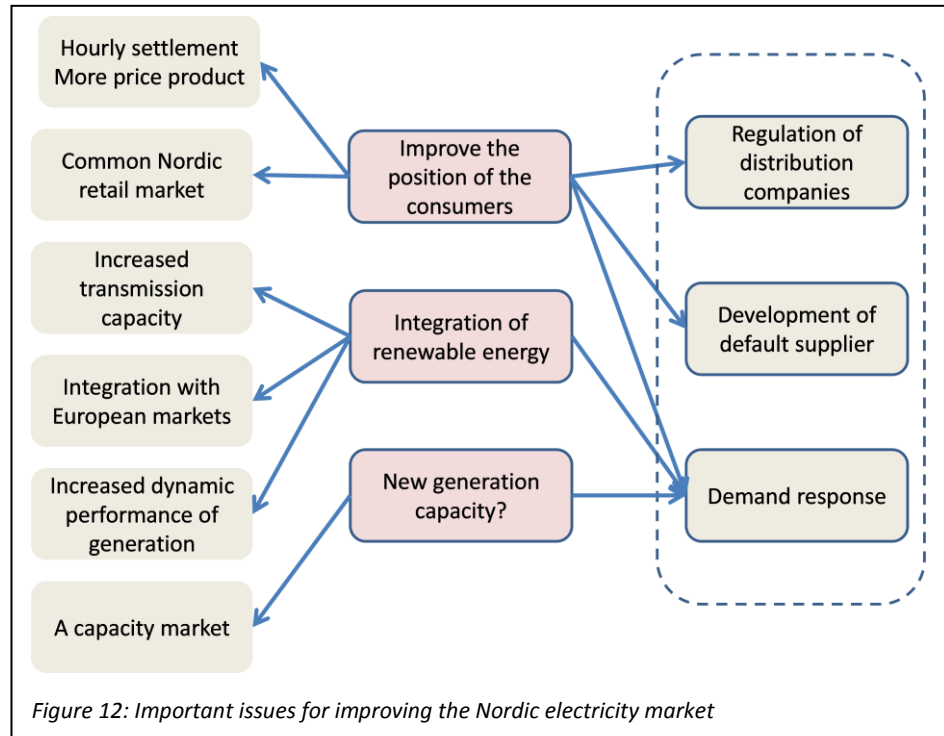 Hourly settlement
More price product
Common Nordic
retail market
Increased
transmission
capacity
Integration with
European markets
Increased dynamic
performance of
generation
A capacity market
Improve the
position of the
consumers
Integration of
renewable energy
New generation
capacity?
Regulation of
distribution
companies
Development of
default supplier
Demand response
Figure 12: Important issues for improving the Nordic electricity market